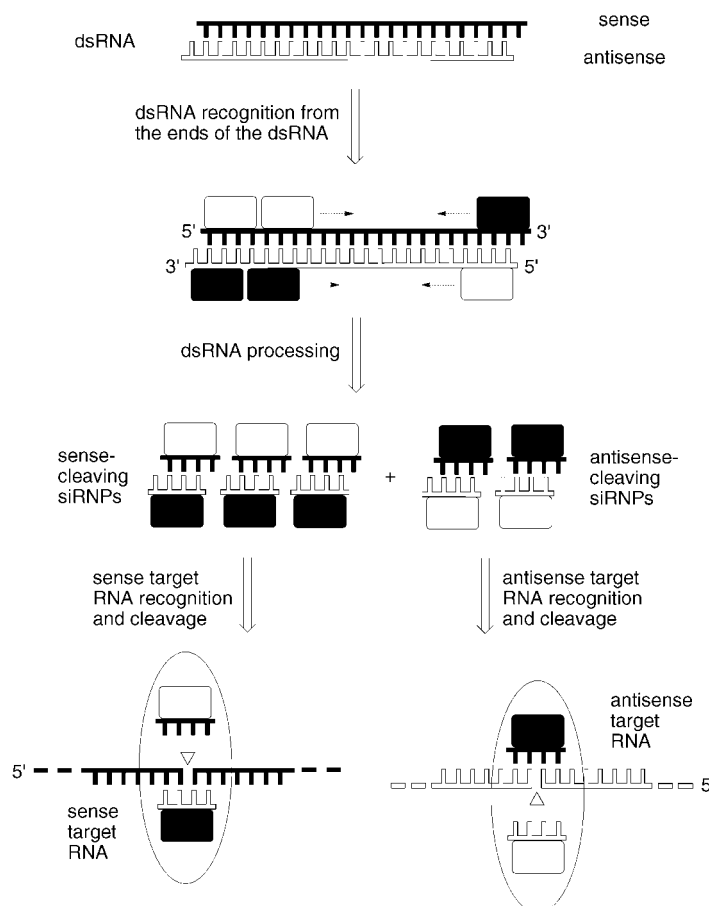 sense
dsRNA
antisense
dsRNA recognition from
the ends of the dsRNA
5' 3'
3' 5'
dsRNA processing
sense-
cleaving
siRNPs
+
antisense-
cleaving
siRNPs
sense target
RNA recognition
and cleavage
antisense target
RNA recognition
and cleavage
antisense
target
RNA
5'
sense
target
RNA
5'